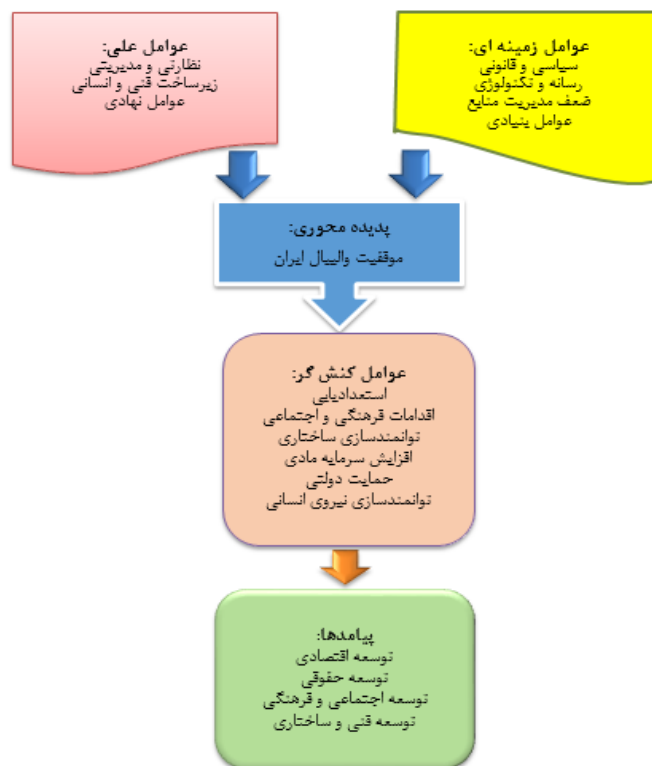 عوامل زمینه ای:
سیاسی و قانونی
رسانه و تکنولوژی
ضعف مدیریت منابع
عوامل بنیادی
عوامل علی:
نظارتی و مدیریتی
زیرساخت فنی و انسانی
عوامل نهادی
پدیده محوری:
موفقیت والیبال ایران
عوامل کنش گر:
استعدادیابی
اقدامات فرهنگی و اجتماعی
توانمندسازی ساختاری
افزایش سرمایه مادی
حمایت دولتی
توانمندسازی نیروی انسانی
پیامدها:
توسعه اقتصادی
توسعه حقوقی
توسعه اجتماعی و فرهنگی
توسعه فنی و ساختاری